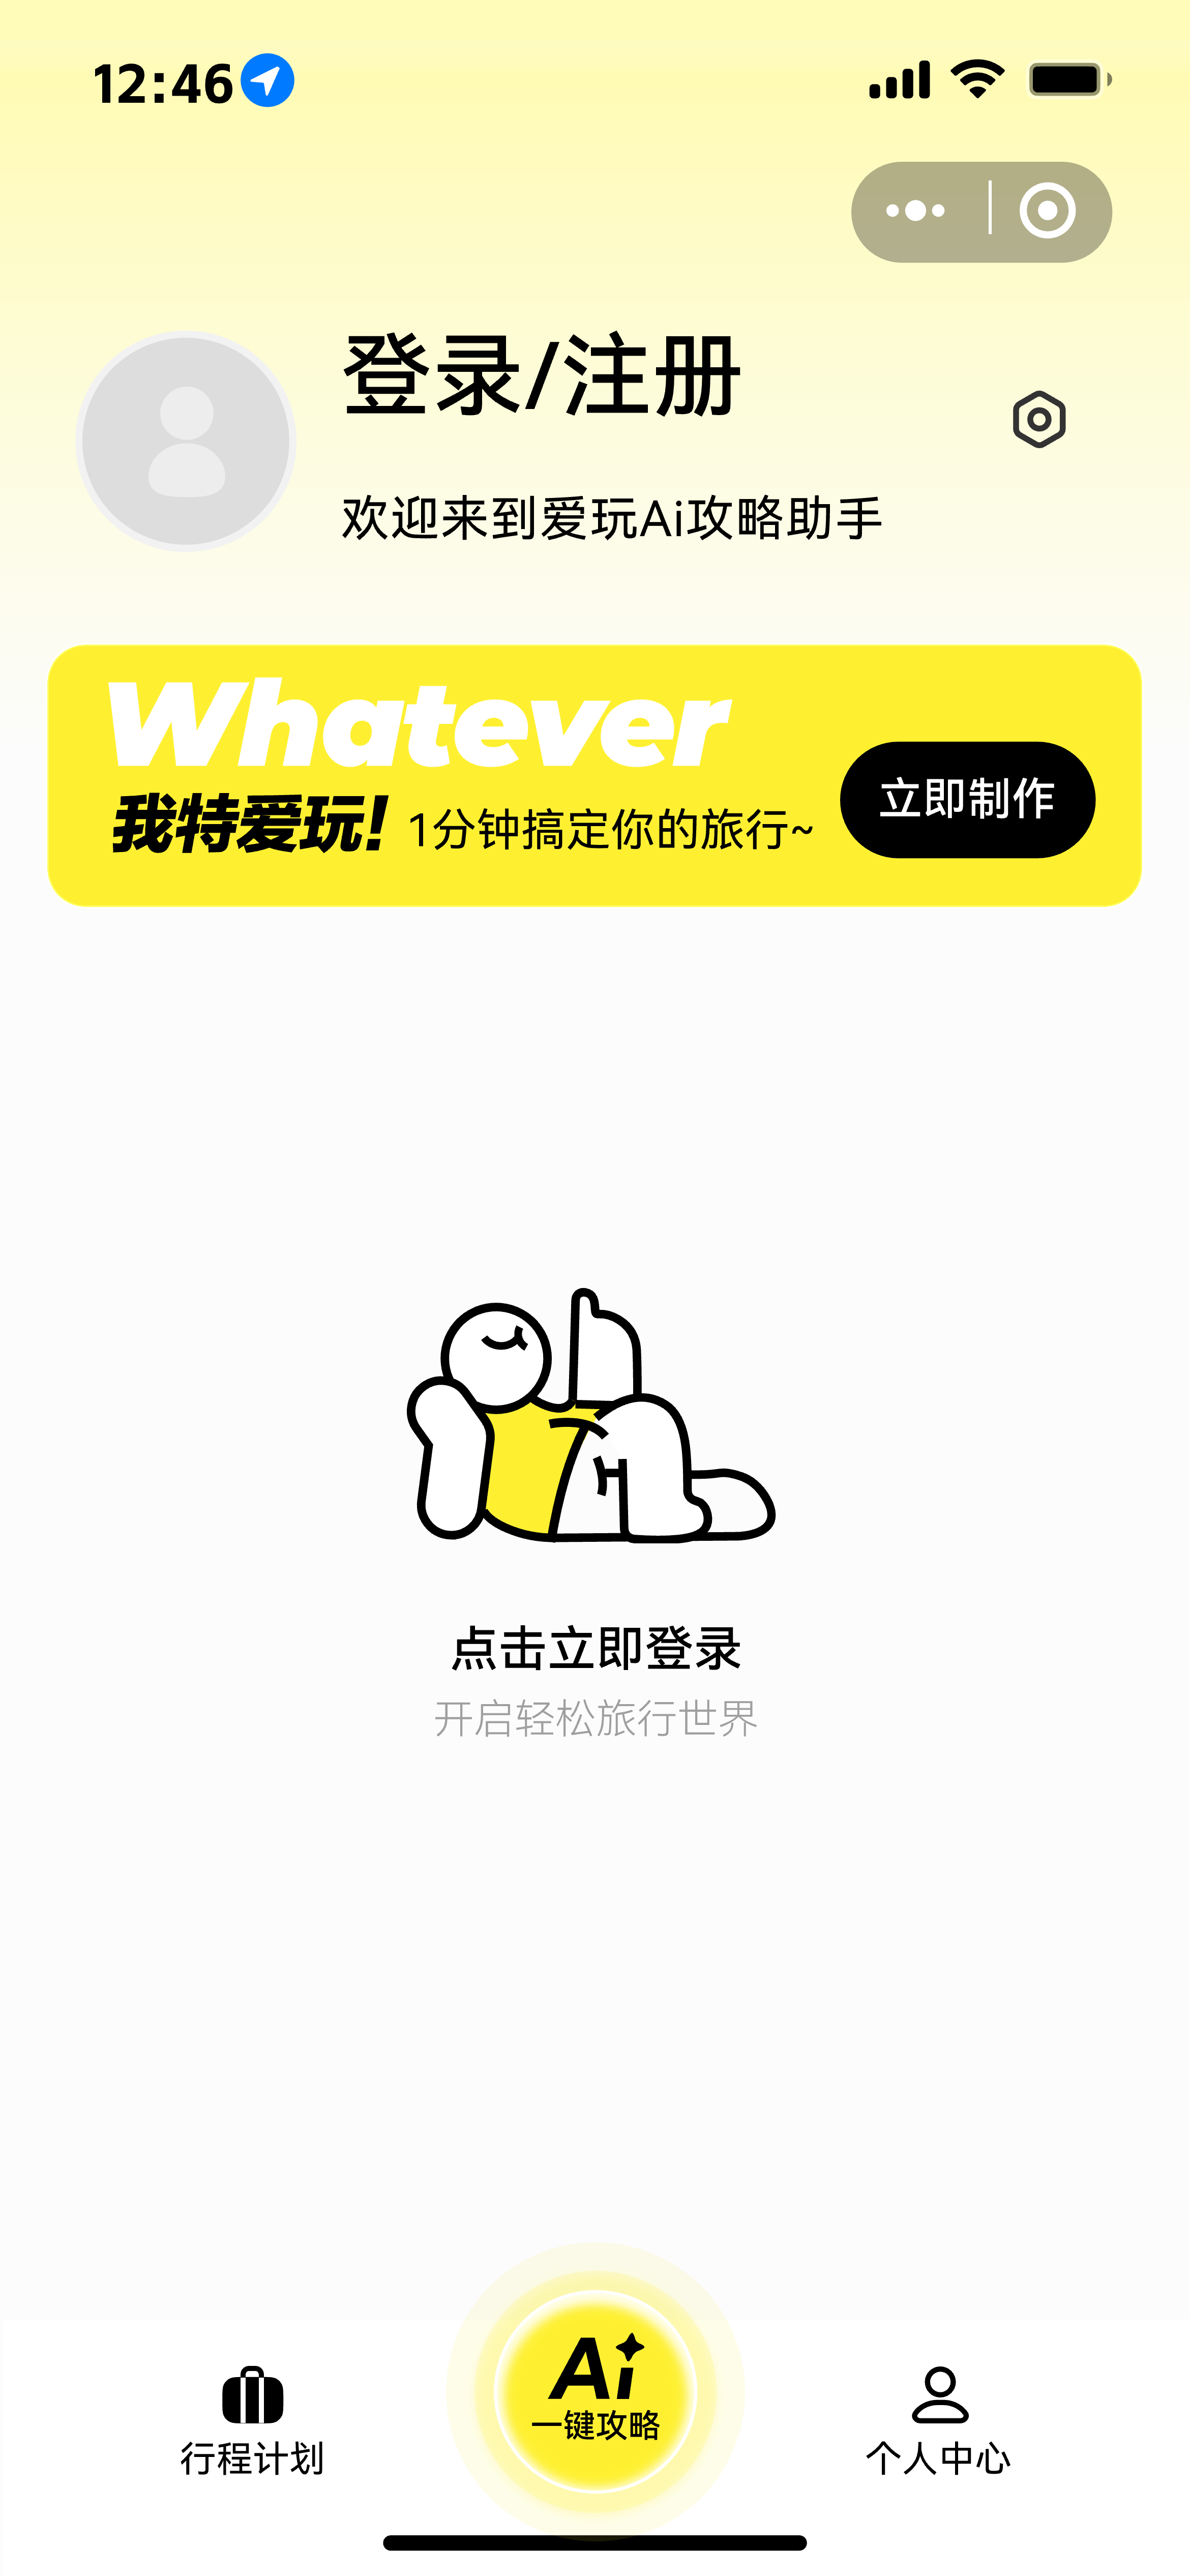 12:46
登录/注册
欢迎来到爱玩Ai攻略助手
Whatever
我特爱玩! 1分钟搞定你的旅行~
立即制作
点击立即登录
开启轻松旅行世界
Ai
一键攻略
行程计划
个人中心